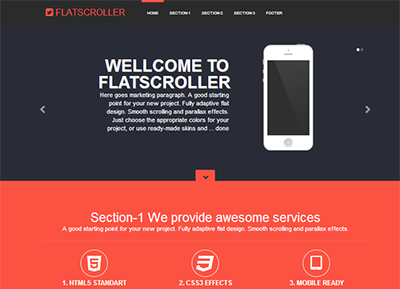 FLATSCROLLER
HOME SECTION-1 SECTION-2 SECTION-3 FOOTER
WELLCOME TO
FLATSCROLLER
Here goes marketing paragraph. A good starting
point for your new project. Fully adaptive flat
design. Smooth scrolling and paralax effects.
Just choose the appropriate colors for your
project, or use ready-made skins and ... done
Section-1 We provide awesome services
A good starting point for your new project. Fully adaptive flat design. Smooth scrolling and paralax effects.
1. HTML5 STANDART 2. CSS3 EFFECTS 3. MOBILE READY